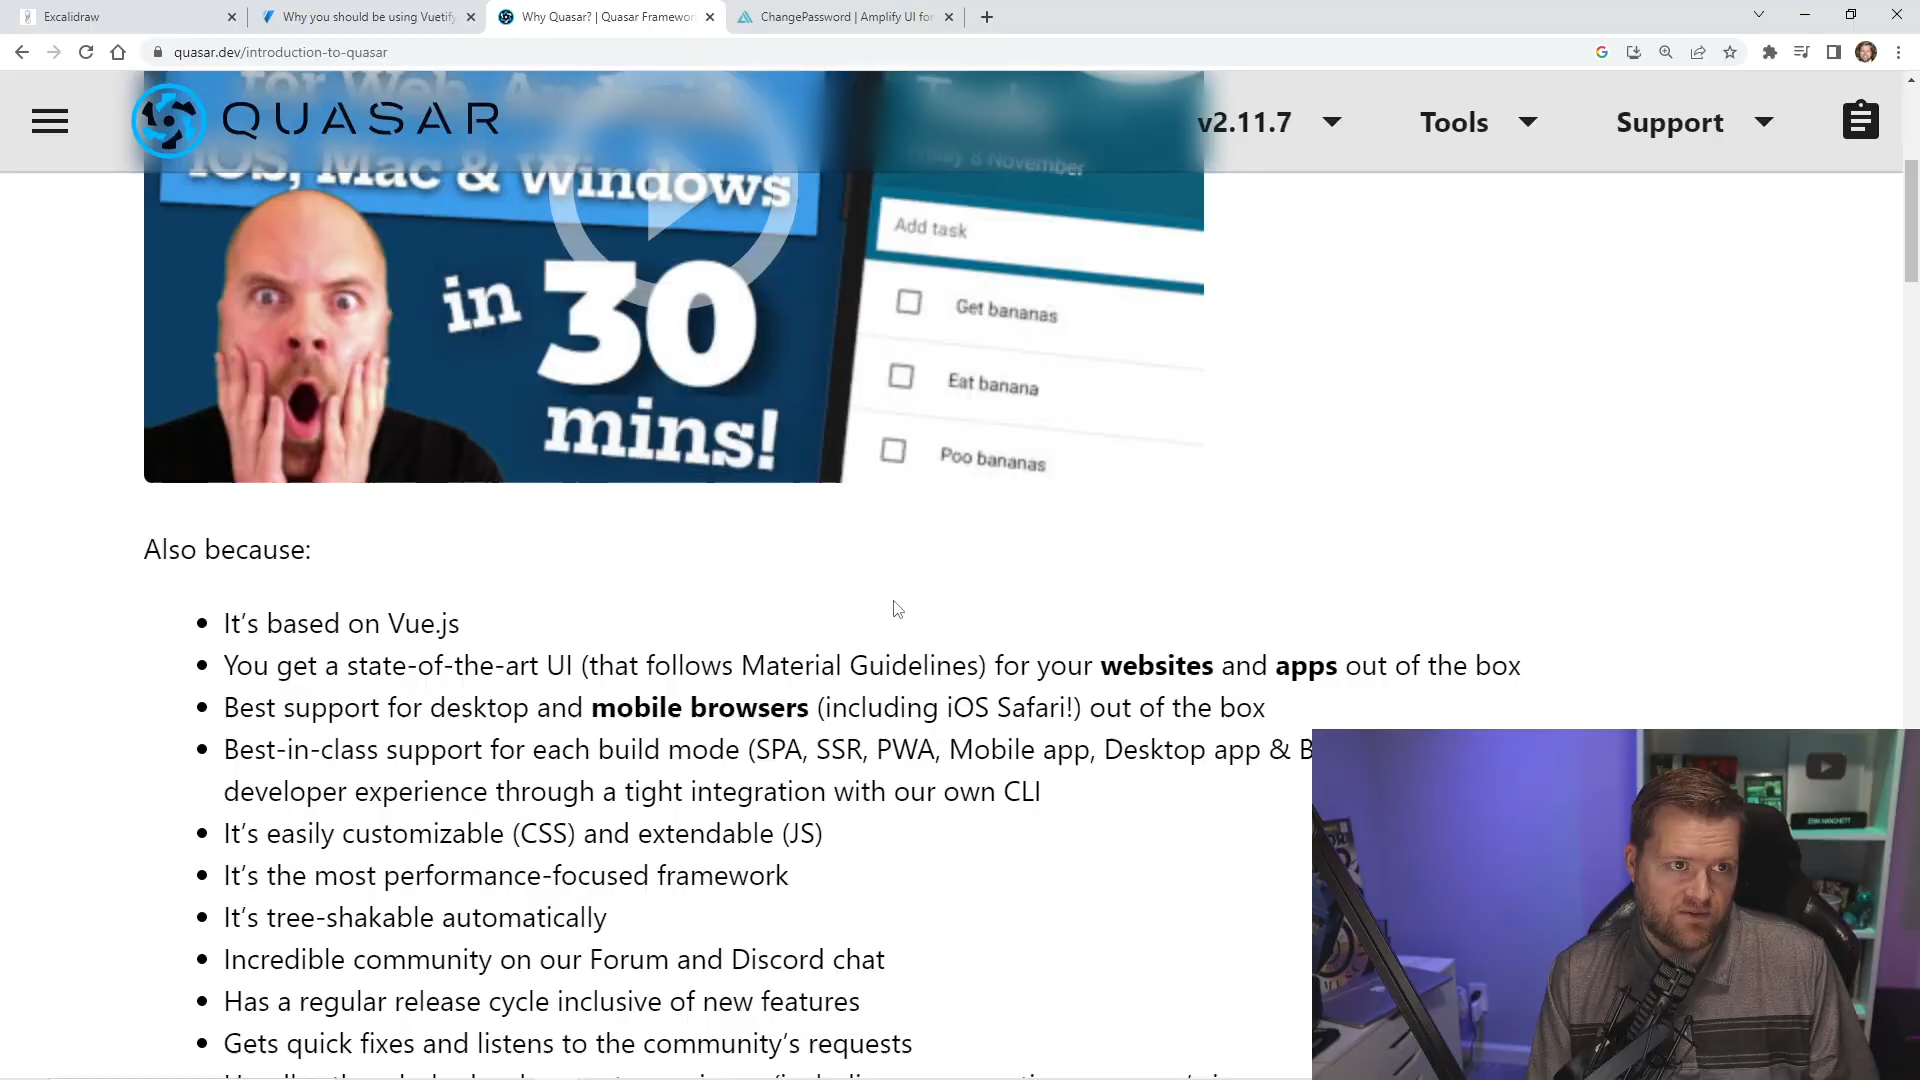 Excalidraw
Why you should be using Vuetify
Why Quasar? | Quasar Framewor
ChangePassword | Amplify UI for
quasar.dev/introduction-to-quasar
QUASAR
v2.11.7
Tools
Support
for Web, Android,
iOS, Mac & Windows
in 30
mins!
Friday 8 November
Add task
Get bananas
Eat banana
Poo bananas
Also because:
• It’s based on Vue.js
• You get a state-of-the-art UI (that follows Material Guidelines) for your websites and apps out of the box
• Best support for desktop and mobile browsers (including iOS Safari!) out of the box
• Best-in-class support for each build mode (SPA, SSR, PWA, Mobile app, Desktop app & B
developer experience through a tight integration with our own CLI
• It’s easily customizable (CSS) and extendable (JS)
• It’s the most performance-focused framework
• It’s tree-shakable automatically
• Incredible community on our Forum and Discord chat
• Has a regular release cycle inclusive of new features
• Gets quick fixes and listens to the community’s requests
ERIK HANCHETT